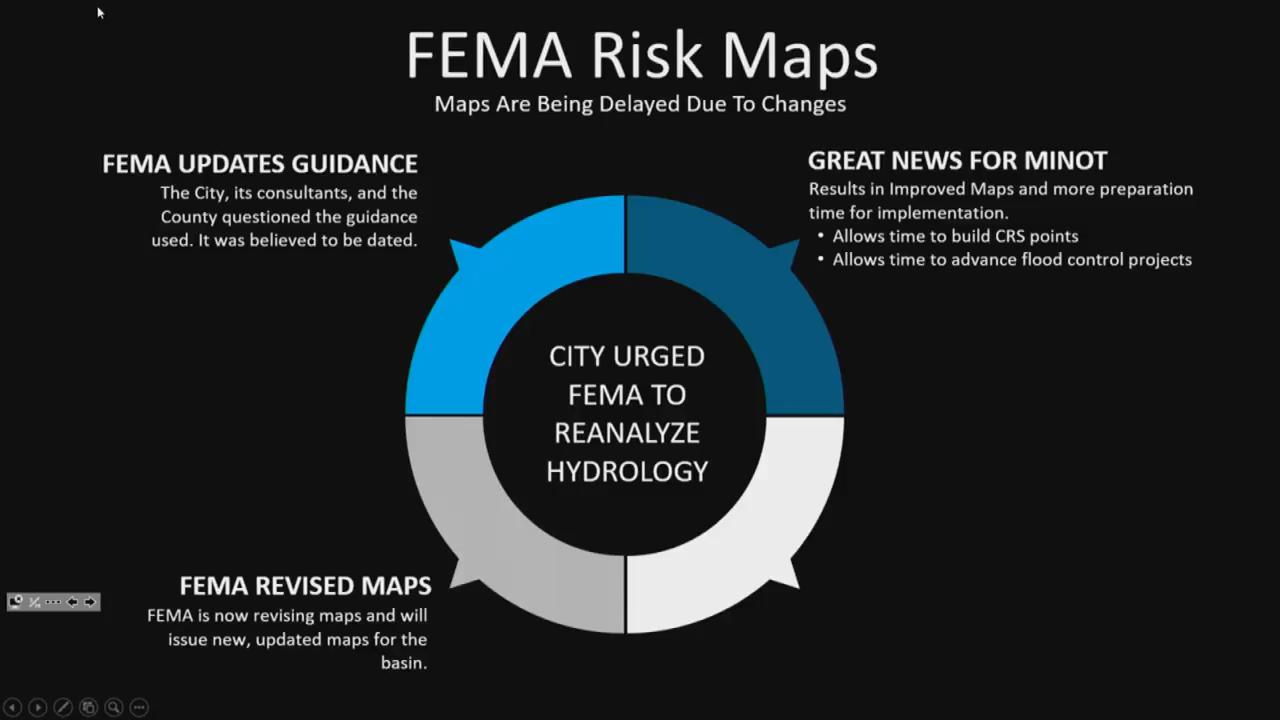 FEMA Risk Maps
Maps Are Being Delayed Due To Changes
FEMA UPDATES GUIDANCE
The City, its consultants, and the
County questioned the guidance
used. It was believed to be dated.
GREAT NEWS FOR MINOT
Results in Improved Maps and more preparation
time for implementation.
• Allows time to build CRS points
• Allows time to advance flood control projects
CITY URGED
FEMA TO
REANALYZE
HYDROLOGY
FEMA REVISED MAPS
FEMA is now revising maps and will
issue new, updated maps for the
basin.